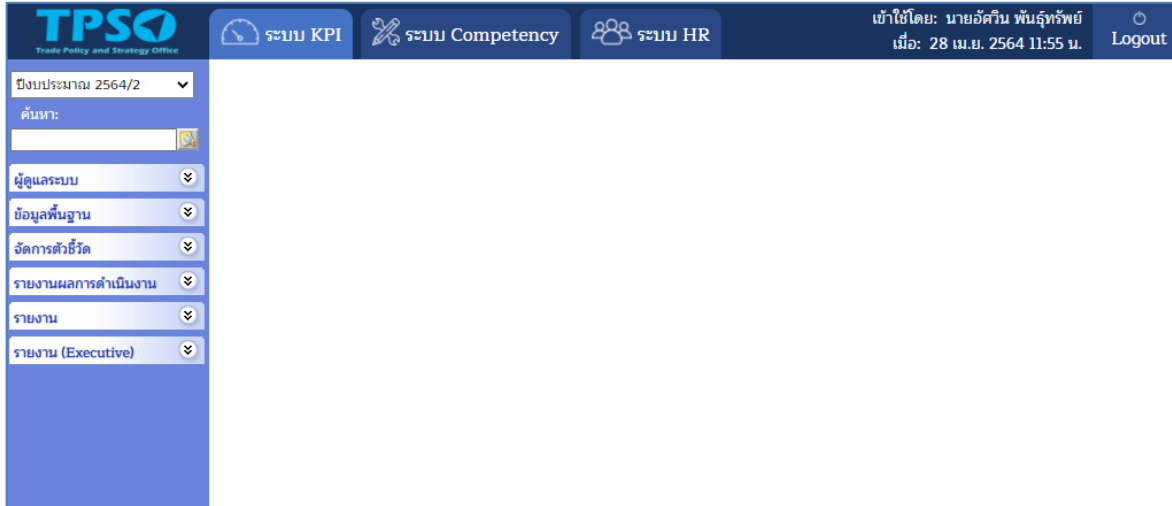 TPSO
Trade Policy and Strategy Office
ระบบ KPI
ระบบ Competency
ระบบ HR
เข้าใช้โดย: นายอัศวิน พันธุ์ทรัพย์
เมื่อ: 28 เม.ย. 2564 11:55 น.
Logout
ปีงบประมาณ 2564/2
ค้นหา:
ผู้ดูแลระบบ
ข้อมูลพื้นฐาน
จัดการตัวชี้วัด
รายงานผลการดำเนินงาน
รายงาน
รายงาน (Executive)